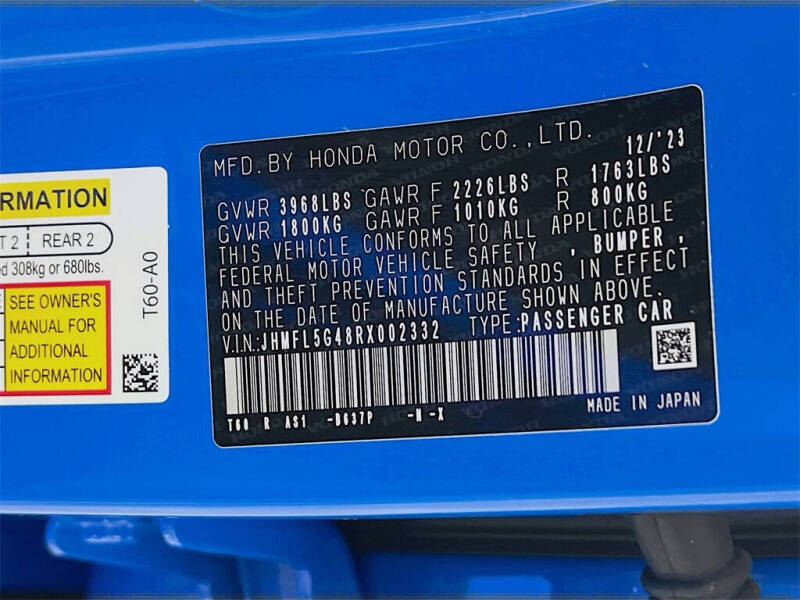 RMATION
T 2 | REAR 2
ed 308kg or 680lbs.
SEE OWNER'S
MANUAL FOR
ADDITIONAL
INFORMATION
T60-A0
MFD.BY HONDA MOTOR CO.,LTD. 12/'23
GVWR 3968LBS GAWR F 2226LBS R 1763LBS
GVWR 1800KG GAWR F 1010KG R 800KG
THIS VEHICLE CONFORMS TO ALL APPLICABLE
FEDERAL MOTOR VEHICLE SAFETY, BUMPER,
AND THEFT PREVENTION STANDARDS IN EFFECT
ON THE DATE OF MANUFACTURE SHOWN ABOVE.
V.I.N.:JHMFL5G48RX002332 TYPE:PASSENGER CAR
T60 R AS1 -B637P -N -X
MADE IN JAPAN